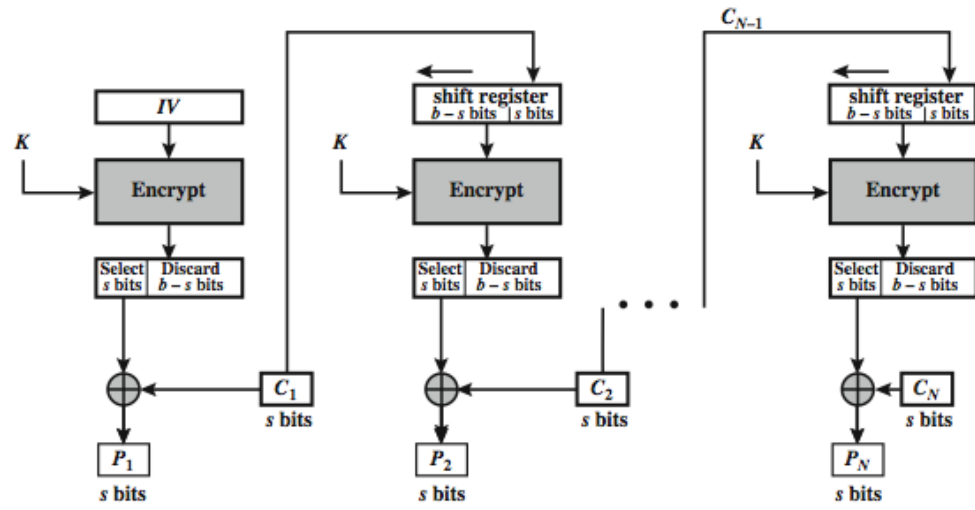 C_{N-1}
IV
shift register
b – s bits | s bits
shift register
b – s bits | s bits
K
K
K
Encrypt
Encrypt
Encrypt
Select Discard
s bits b – s bits
Select Discard
s bits b – s bits
Select Discard
s bits b – s bits
• • •
C_1
C_2
C_N
s bits
s bits
s bits
P_1
P_2
P_N
s bits
s bits
s bits